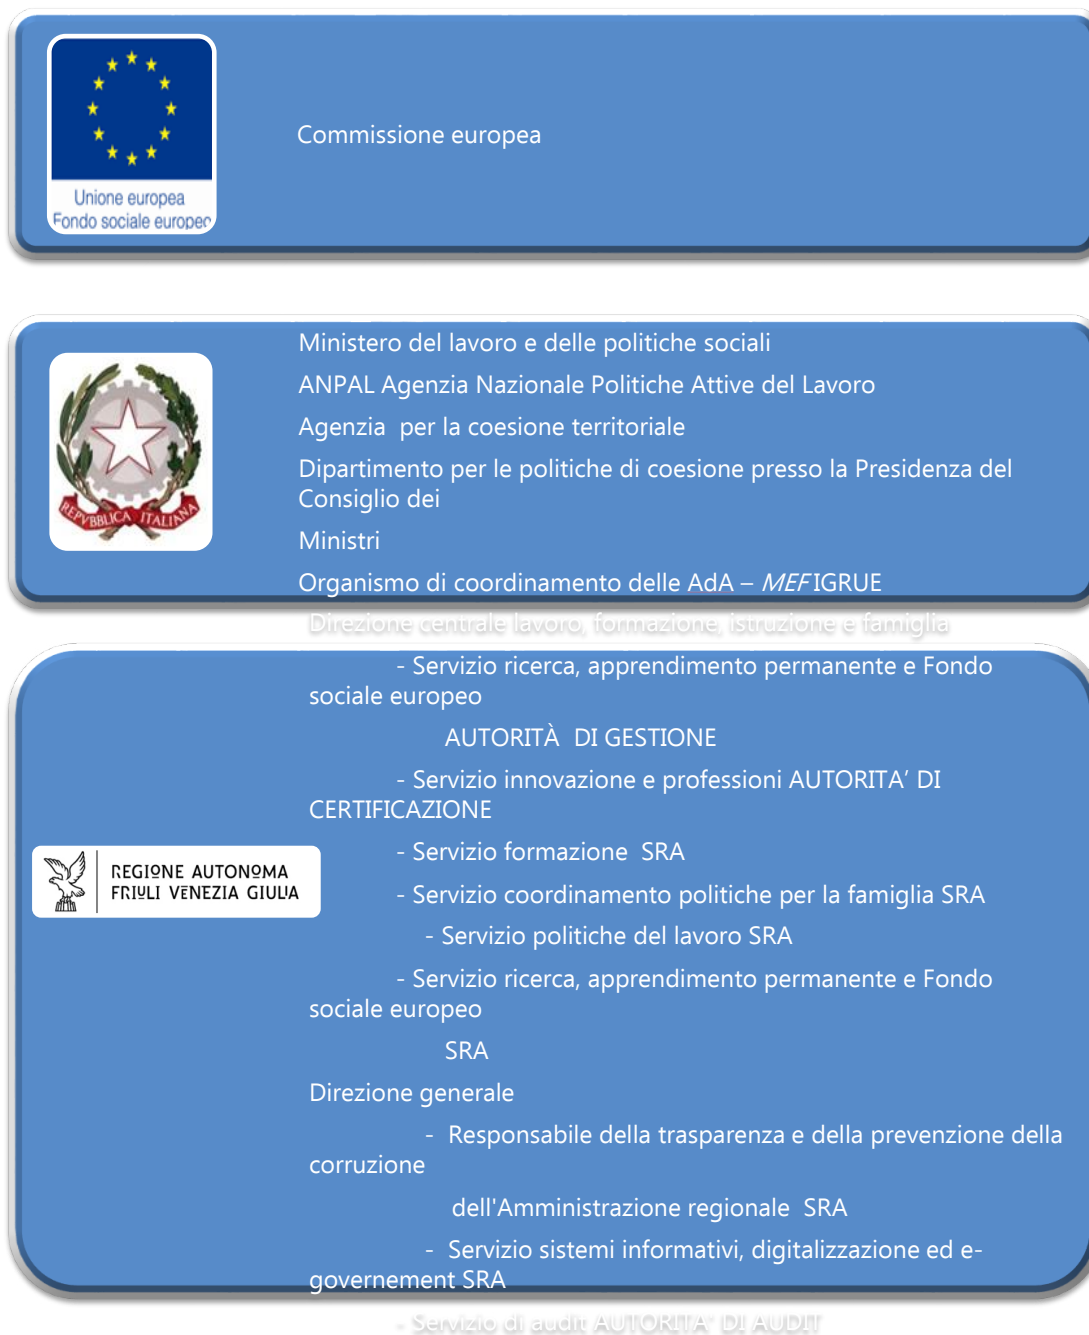 Commissione europea
Unione europea
Fondo sociale europeo
Ministero del lavoro e delle politiche sociali
ANPAL Agenzia Nazionale Politiche Attive del Lavoro
Agenzia per la coesione territoriale
Dipartimento per le politiche di coesione presso la Presidenza del
Consiglio dei
Ministri
Organismo di coordinamento delle AdA – MEF IGRUE
REPVBBLICA ITALIANA
Direzione centrale lavoro, formazione, istruzione e famiglia
- Servizio ricerca, apprendimento permanente e Fondo
sociale europeo
AUTORITÀ DI GESTIONE
- Servizio innovazione e professioni AUTORITA’ DI
CERTIFICAZIONE
- Servizio formazione SRA
- Servizio coordinamento politiche per la famiglia SRA
- Servizio politiche del lavoro SRA
- Servizio ricerca, apprendimento permanente e Fondo
sociale europeo
SRA
REGIONE AUTONOMA
FRIULI VENEZIA GIULIA
Direzione generale
- Responsabile della trasparenza e della prevenzione della
corruzione
dell'Amministrazione regionale SRA
- Servizio sistemi informativi, digitalizzazione ed e-
governement SRA
- Servizio di audit AUTORITA’ DI AUDIT